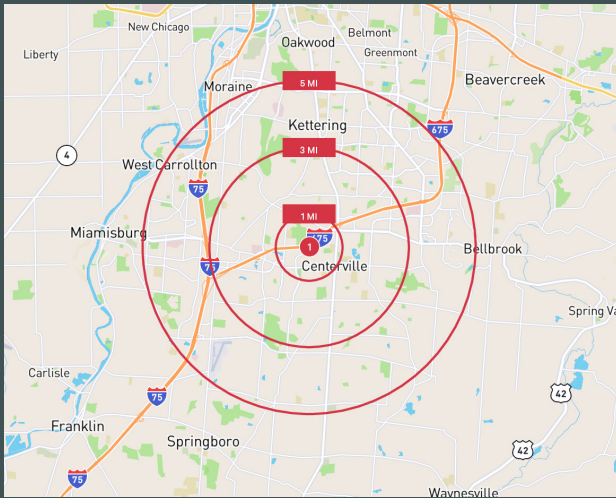 New Chicago
Belmont
Oakwood
Greenmont
Liberty
Beavercreek
Moraine
5 MI
Kettering
675
3 MI
4
West Carrollton
75
1 MI
Miamisburg
675
1
Bellbrook
75
Centerville
Spring Va
Carlisle
42
75
Franklin
Springboro
42
75
Waynesville